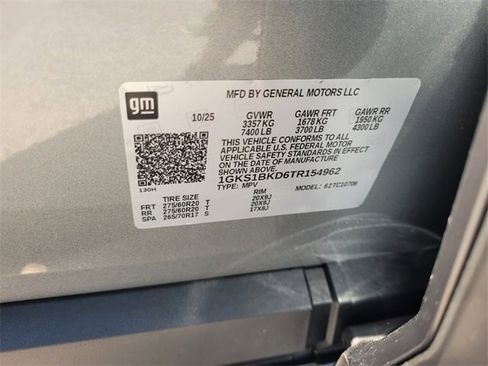 gm
MFD BY GENERAL MOTORS LLC
10/25 GVWR GAWR FRT GAWR RR
3357 KG 1678 KG 1950 KG
7400 LB 3700 LB 4300 LB
THIS VEHICLE CONFORMS TO ALL
APPLICABLE U.S. FEDERAL MOTOR
VEHICLE SAFETY STANDARDS IN
EFFECT ON THE DATE OF MANUFACTURE
SHOWN ABOVE.
1GKS1BKD6TR154962
130H TYPE: MPV MODEL: 62TC10706
TIRE SIZE RIM
FRT 275/60R20 T 20X9J
RR 275/60R20 T 20X9J
SPA 265/70R17 S 17X8J